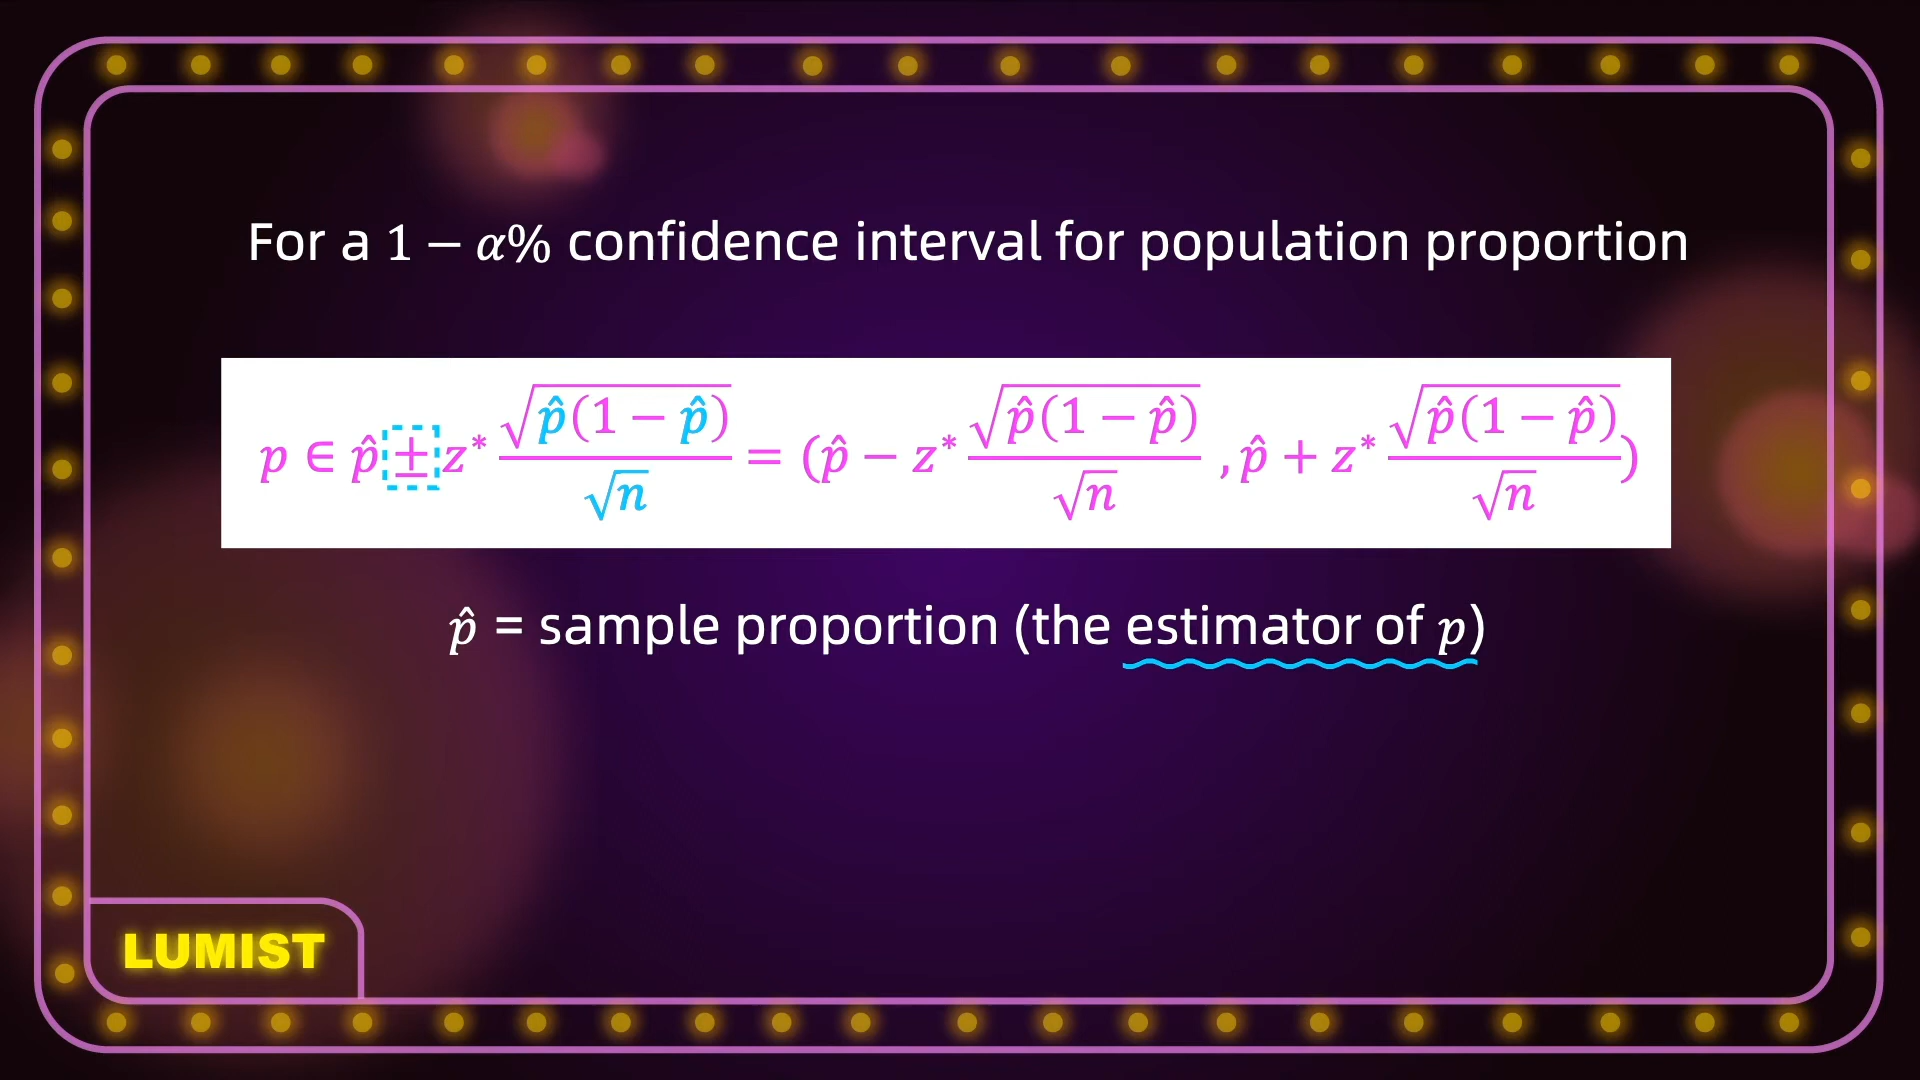 For a 1 − α% confidence interval for population proportion
p ∈ p̂ ± z* √(p̂(1 − p̂)) / √n = (p̂ − z* √(p̂(1 − p̂)) / √n , p̂ + z* √(p̂(1 − p̂)) / √n)
p̂ = sample proportion (the estimator of p)
LUMIST